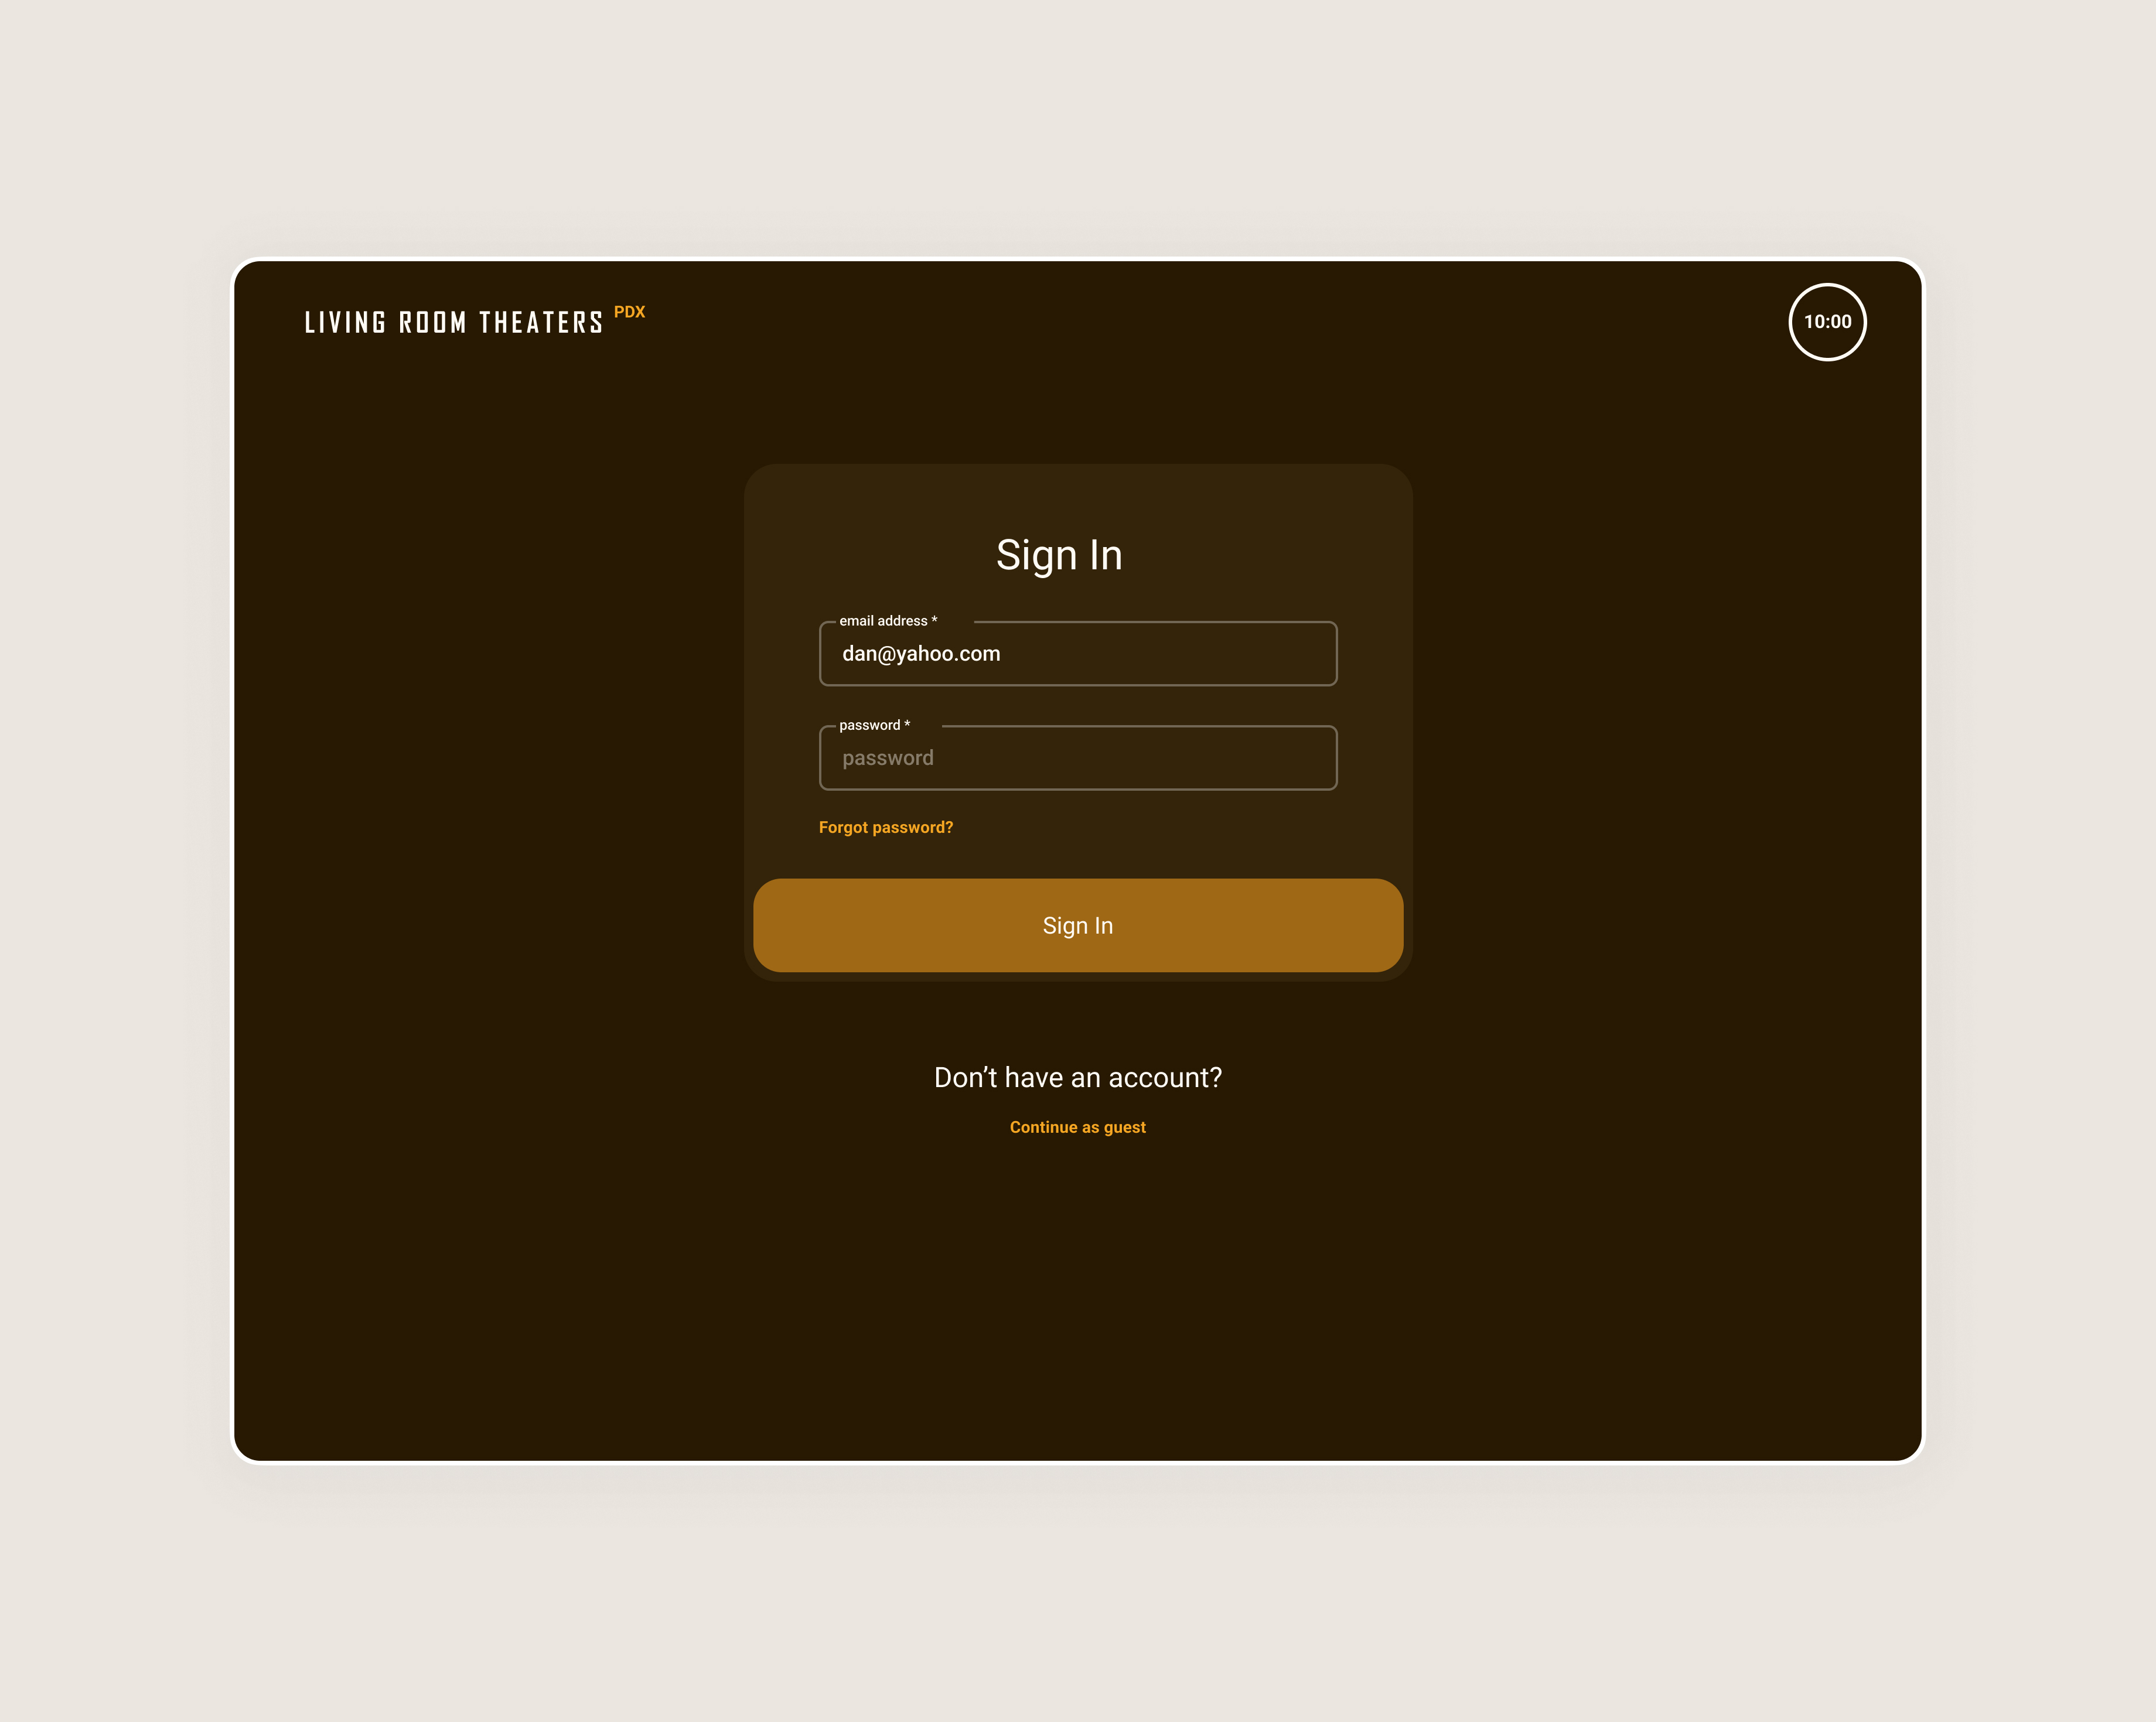 LIVING ROOM THEATERS PDX
10:00
Sign In
email address *
dan@yahoo.com
password *
password
Forgot password?
Sign In
Don’t have an account?
Continue as guest